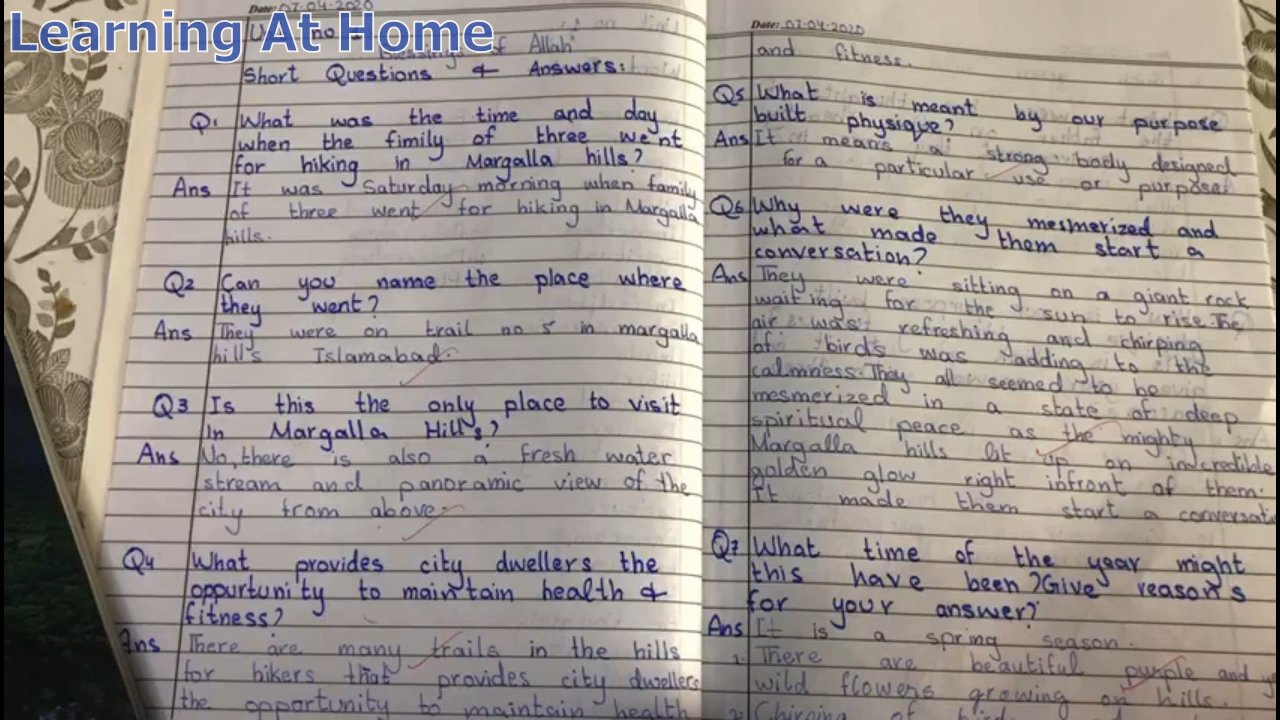 Learning At Home
Date: 07-04-2020
Blessings of Allah
Short Questions & Answers:
Q1 What was the time and day
when the fimily of three went
for hiking in Margalla hills?
Ans It was Saturday morning when family
of three went for hiking in Margalla
hills.
Q2 Can you name the place where
they went?
Ans They were on trail no 5 in margalla
hill's Islamabad.
Q3 Is this the only place to visit
in Margalla Hill's?
Ans No, there is also a fresh water
stream and panoramic view of the
city from above.
Q4 What provides city dwellers the
oppurtunity to maintain health &
fitness?
Ans There are many trails in the hills
for hikers that provides city dwellers
the opportunity to maintain health
Date: 07-04-2020
and fitness.
Q5 What is meant by our purpose
built physique?
Ans It means a strong body designed
for a particular use or purpose.
Q6 Why were they mesmerized and
what made them start a
conversation?
Ans They were sitting on a giant rock
waiting for the sun to rise. The
air was refreshing and chirping
of birds was adding to the
calmness. They all seemed to be
mesmerized in a state of deep
spiritual peace as the mighty
Margalla hills lit up an incredible
golden glow right infront of them.
It made them start a
Q7 What time of the year might
this have been? Give reason's
for your answer?
Ans It is a spring season.
1. There are beautiful purple and
wild flowers growing on hills.
2. Chirping of